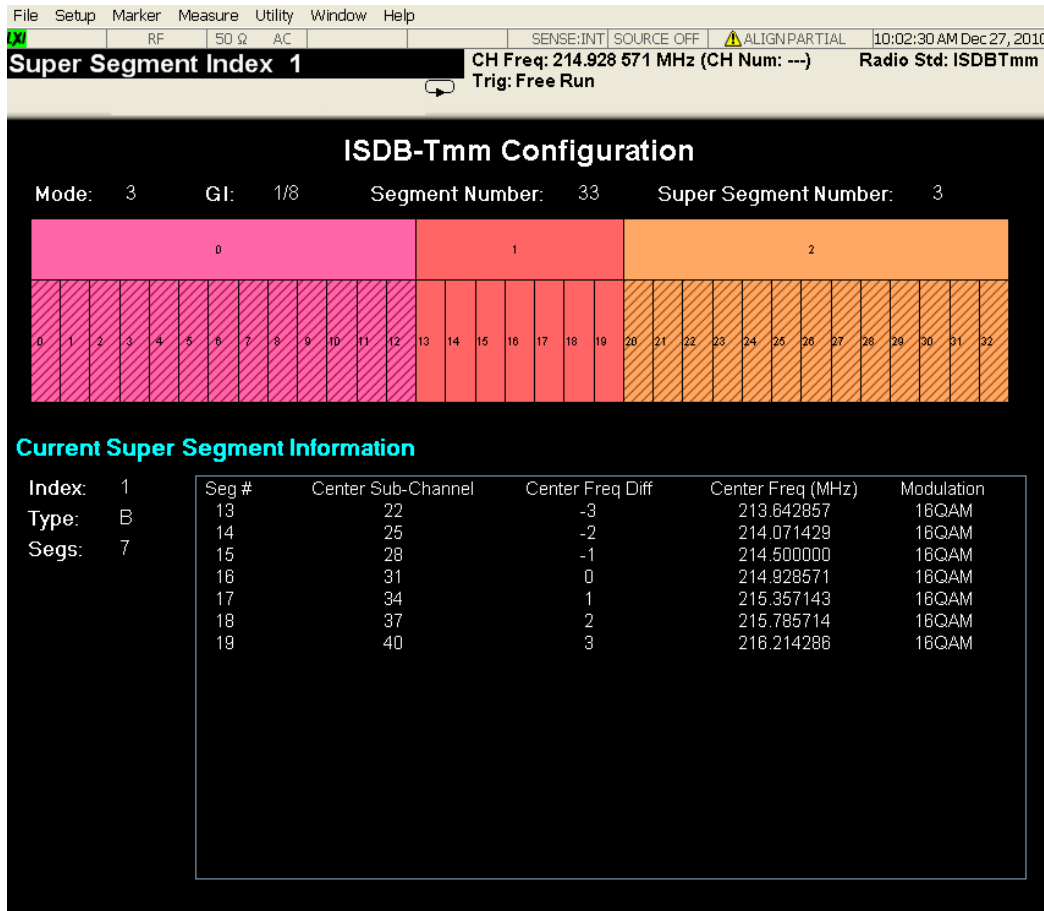 File Setup Marker Measure Utility Window Help
LXI RF 50 Ω AC SENSE:INT SOURCE OFF ALIGN PARTIAL 10:02:30 AM Dec 27, 2010
Super Segment Index 1
CH Freq: 214.928 571 MHz (CH Num: ---) Radio Std: ISDBTmm
Trig: Free Run
ISDB-Tmm Configuration
Mode: 3 GI: 1/8 Segment Number: 33 Super Segment Number: 3
0 1 2
0 1 2 3 4 5 6 7 8 9 10 11 12 13 14 15 16 17 18 19 20 21 22 23 24 25 26 27 28 29 30 31 32
Current Super Segment Information
Index: 1
Type: B
Segs: 7
Seg # Center Sub-Channel Center Freq Diff Center Freq (MHz) Modulation
13 22 -3 213.642857 16QAM
14 25 -2 214.071429 16QAM
15 28 -1 214.500000 16QAM
16 31 0 214.928571 16QAM
17 34 1 215.357143 16QAM
18 37 2 215.785714 16QAM
19 40 3 216.214286 16QAM